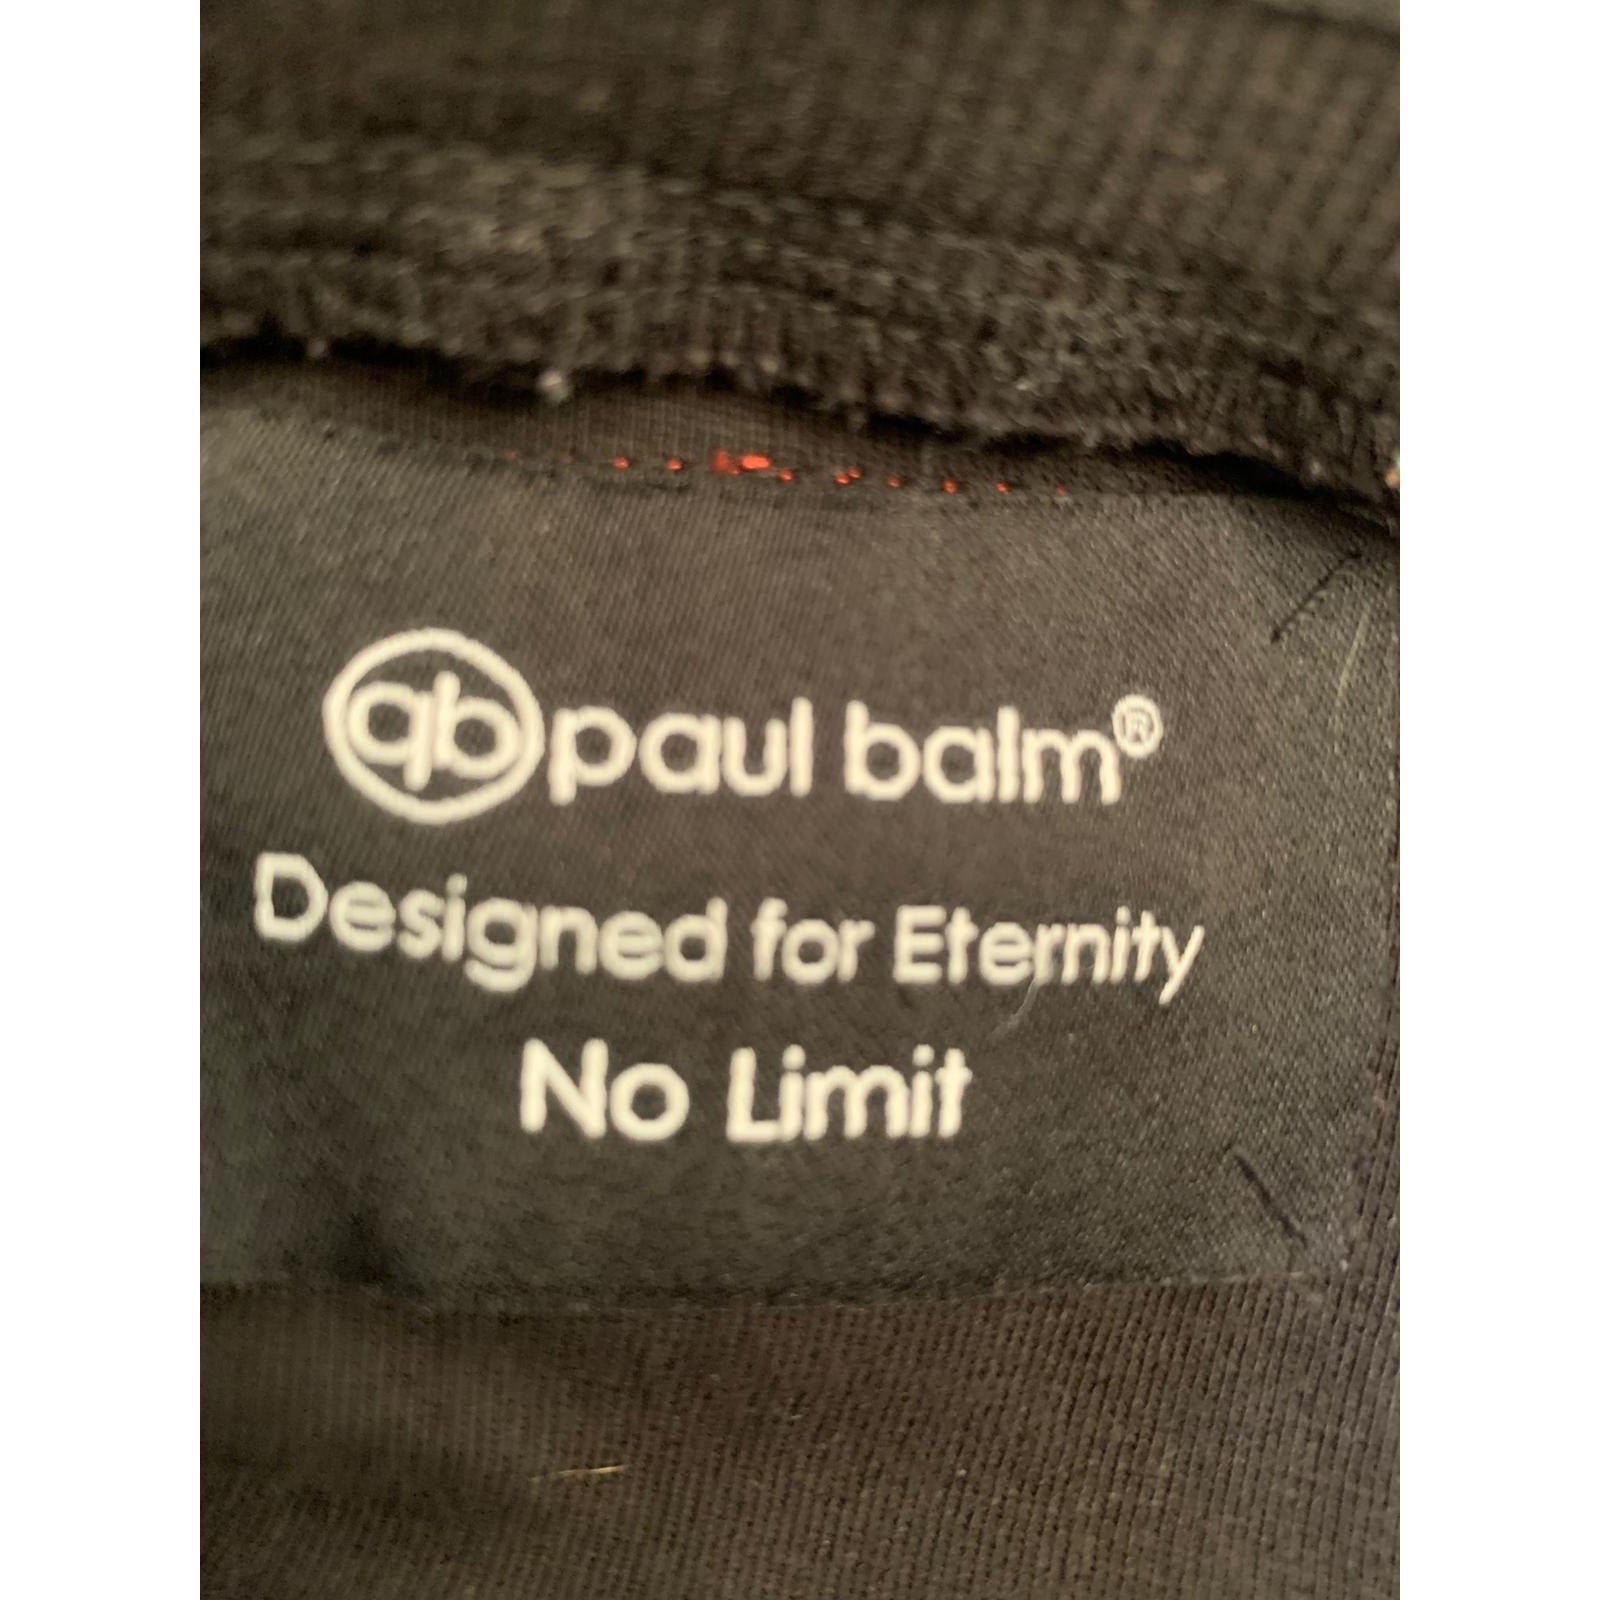 qb paul balm®
Designed for Eternity
No Limit